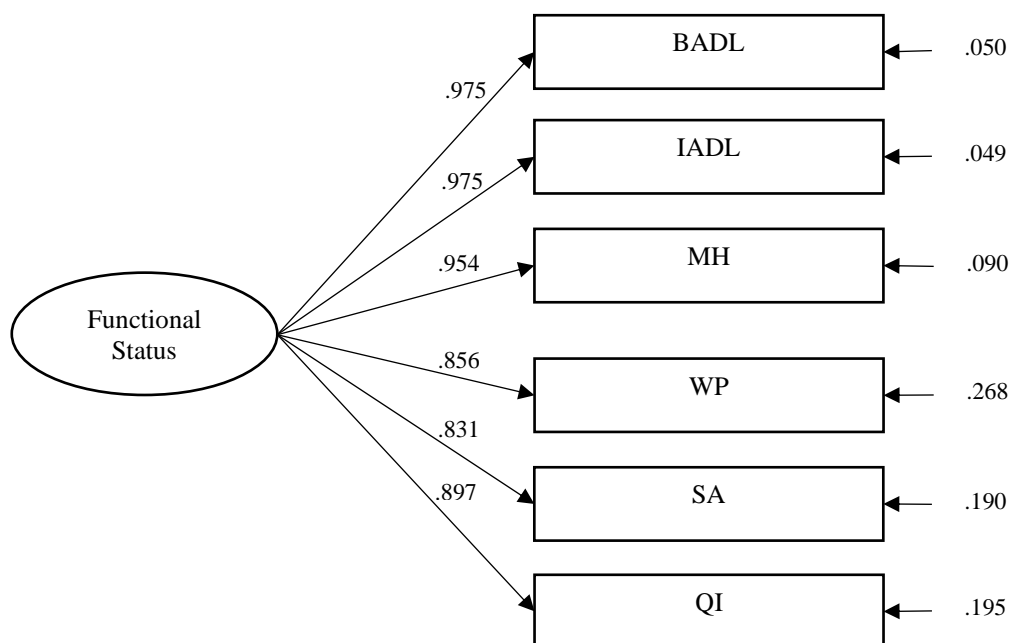 BADL
.050
.975
IADL
.049
.975
MH
.090
.954
Functional
Status
WP
.268
.856
SA
.190
.831
QI
.195
.897